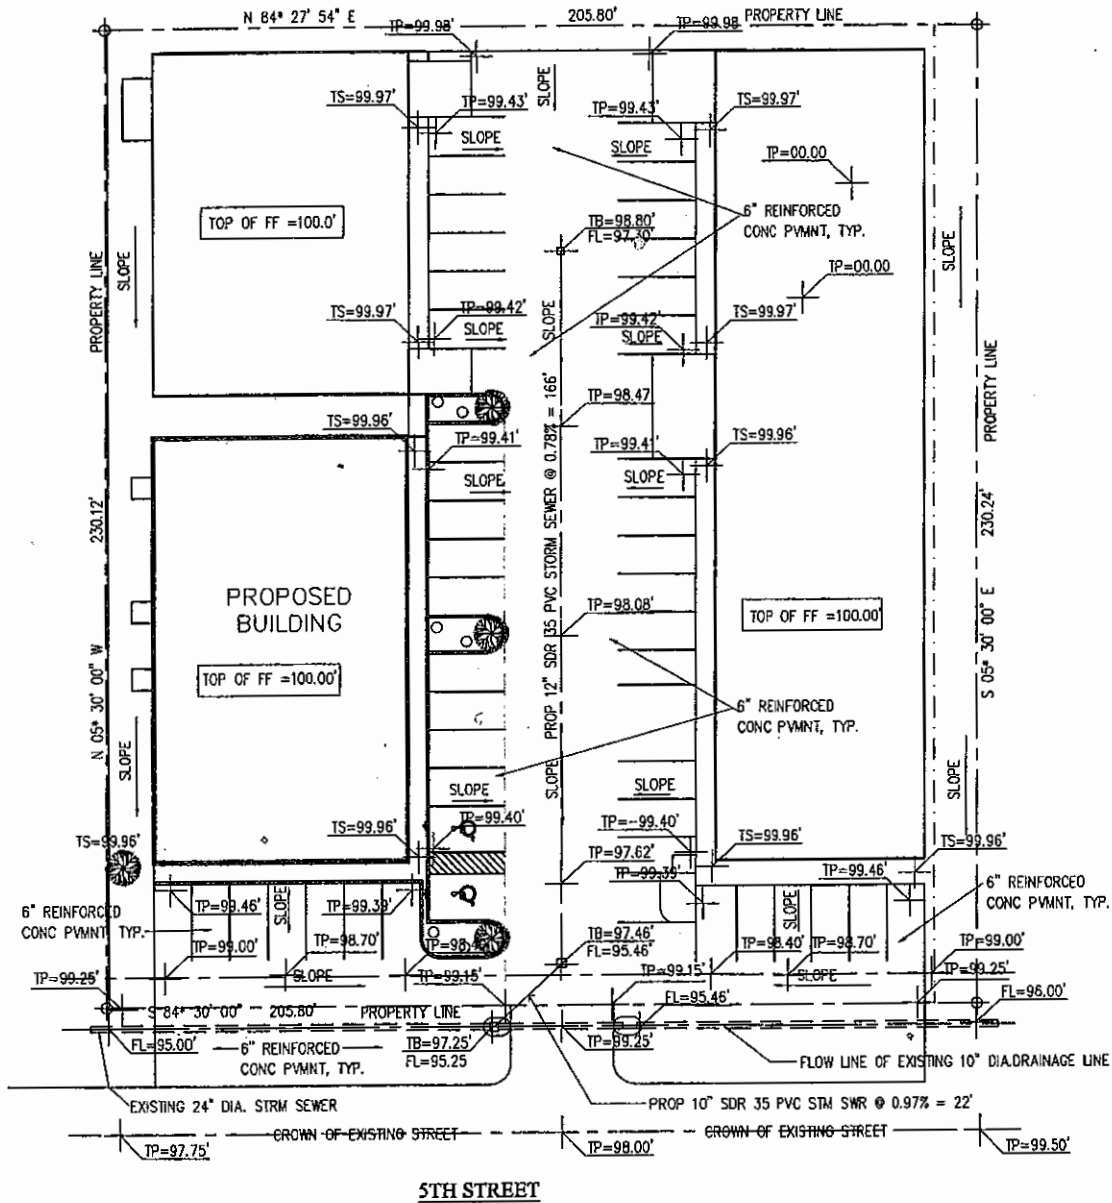 N 84° 27' 54" E
205.80'
PROPERTY LINE
TP=99.98'
TP=99.98
SLOPE
TS=99.97'
TP=99.43'
TP=99.43'
TS=99.97'
SLOPE
SLOPE
TP=00.00
TOP OF FF =100.0'
TB=98.80'
FL=97.30'
6" REINFORCED
CONC PVMNT, TYP.
PROPERTY LINE
SLOPE
SLOPE
TP=00.00
TS=99.97'
TP=99.42'
SLOPE
SLOPE
TP=99.42'
SLOPE
TS=99.97'
PROPERTY LINE
TP=98.47
TS=99.96'
TP=99.41'
TP=99.41'
TS=99.96'
SLOPE
SLOPE
PROP 12" SDR 35 PVC STORM SEWER @ 0.78% = 166'
230.12'
230.24'
N 05° 30' 00" W
S 05° 30' 00" E
PROPOSED
BUILDING
TP=98.08'
TOP OF FF =100.00'
TOP OF FF =100.00'
6" REINFORCED
CONC PVMNT, TYP.
SLOPE
SLOPE
SLOPE
SLOPE
SLOPE
TS=99.96'
TS=99.96'
TP=99.40'
TP=99.40'
TS=99.96'
TS=99.96'
TP=97.62'
TP=99.39'
TP=99.46'
6" REINFORCED
CONC PVMNT, TYP.
TP=99.46'
SLOPE
TP=99.39'
SLOPE
6" REINFORCED
CONC PVMNT, TYP.
TP=99.00'
TP=98.70'
TB=97.46'
FL=95.46'
TP=98.40'
TP=98.70'
TP=99.00'
TP=99.25'
SLOPE
TP=99.15'
TP=99.15'
SLOPE
TP=99.25'
S 84° 30' 00"
205.80'
PROPERTY LINE
FL=95.46'
FL=96.00'
FL=95.00'
6" REINFORCED
CONC PVMNT, TYP.
TB=97.25'
FL=95.25
TP=99.25'
FLOW LINE OF EXISTING 10" DIA.DRAINAGE LINE
EXISTING 24" DIA. STRM SEWER
PROP 10" SDR 35 PVC STM SWR @ 0.97% = 22'
CROWN OF EXISTING STREET
CROWN OF EXISTING STREET
TP=97.75'
TP=98.00'
TP=99.50'
5TH STREET